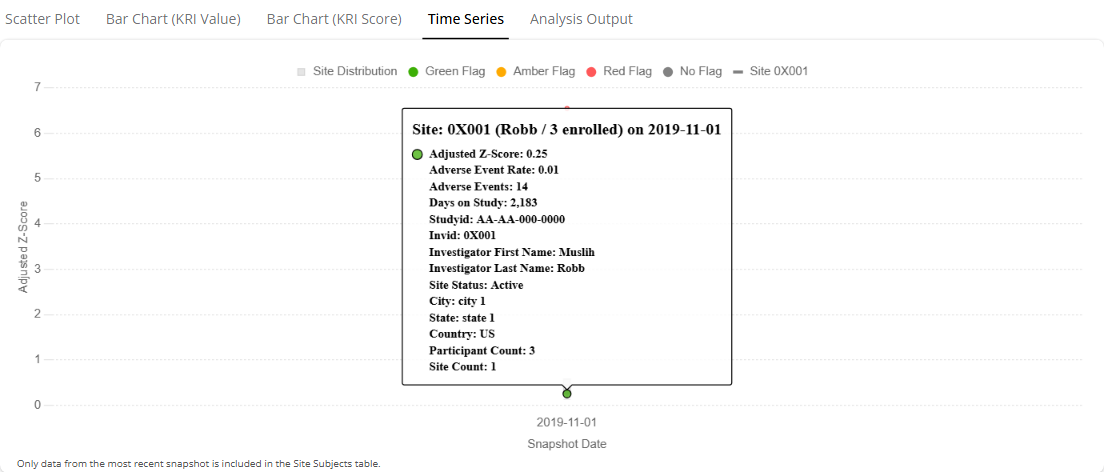 Scatter Plot Bar Chart (KRI Value) Bar Chart (KRI Score) Time Series Analysis Output
Site Distribution Green Flag Amber Flag Red Flag No Flag Site 0X001
7
6
5
4
3
2
1
0
Adjusted Z-Score
Site: 0X001 (Robb / 3 enrolled) on 2019-11-01
Adjusted Z-Score: 0.25
Adverse Event Rate: 0.01
Adverse Events: 14
Days on Study: 2,183
Studyid: AA-AA-000-0000
Invid: 0X001
Investigator First Name: Muslih
Investigator Last Name: Robb
Site Status: Active
City: city 1
State: state 1
Country: US
Participant Count: 3
Site Count: 1
2019-11-01
Snapshot Date
Only data from the most recent snapshot is included in the Site Subjects table.